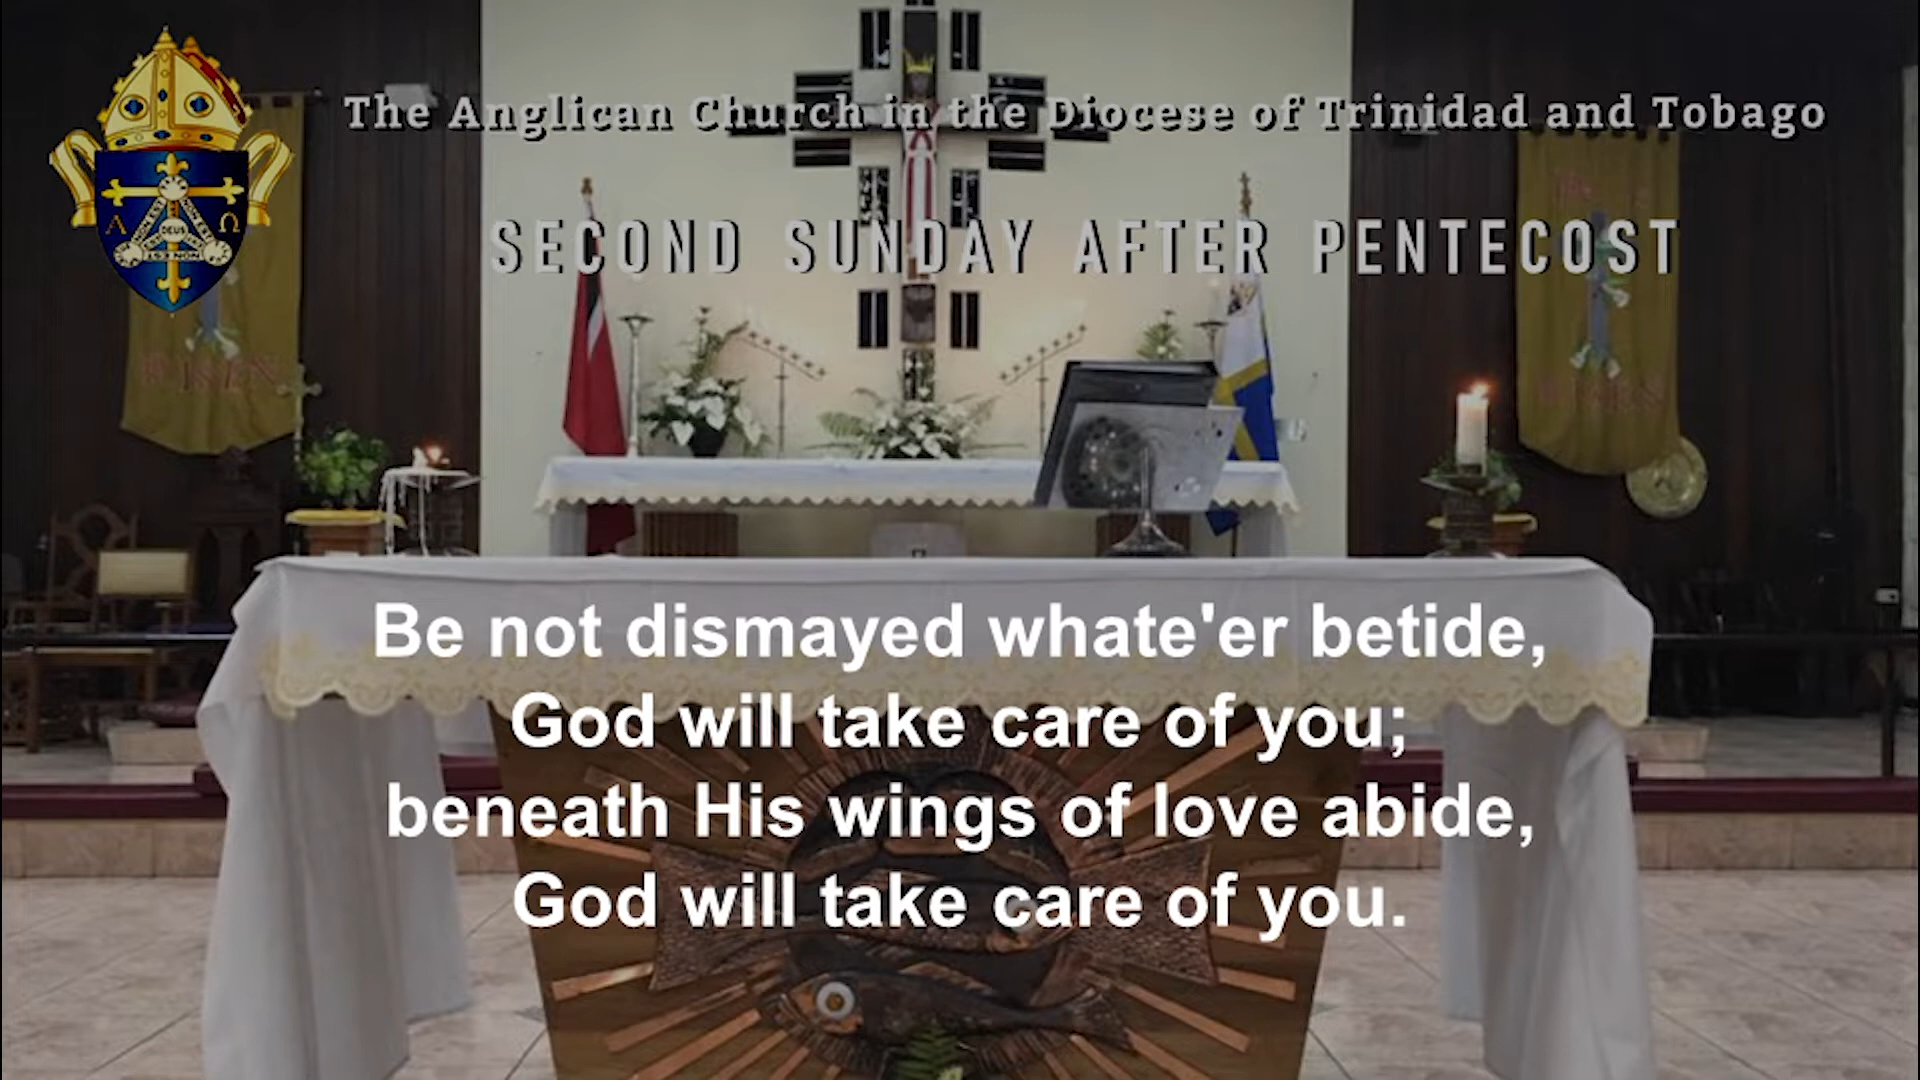 The Anglican Church in the Diocese of Trinidad and Tobago
SECOND SUNDAY AFTER PENTECOST
Α Ω
DEUS
Be not dismayed whate'er betide,
God will take care of you;
beneath His wings of love abide,
God will take care of you.